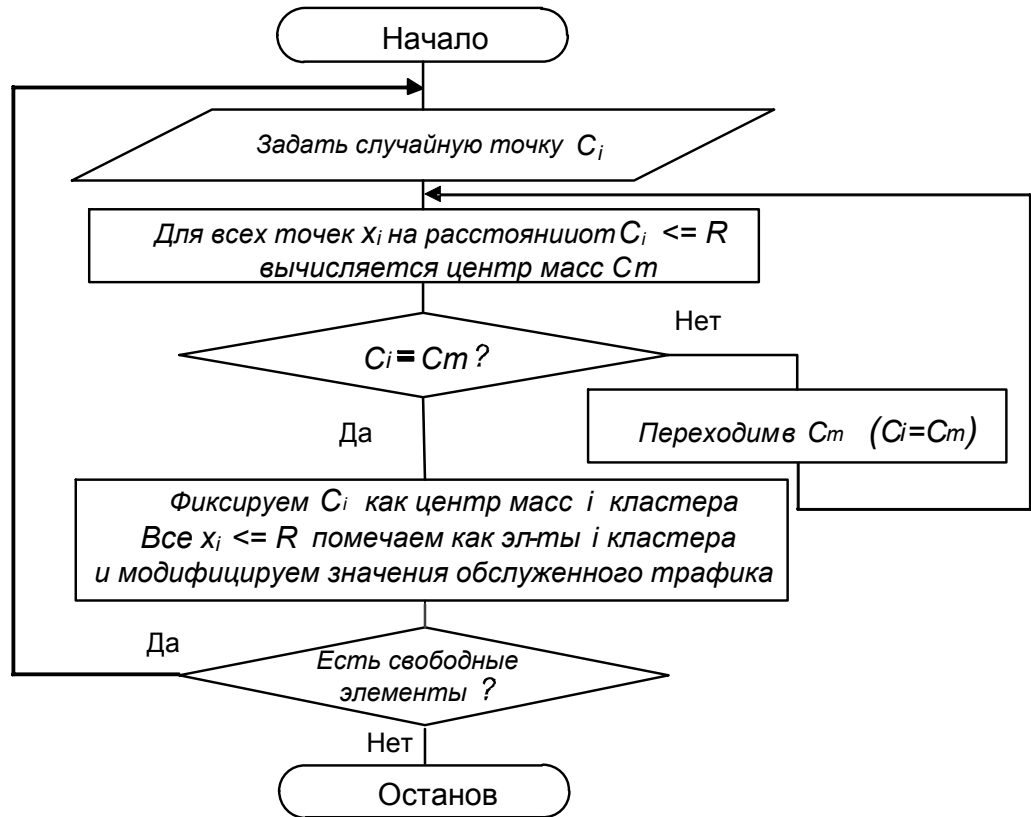 Начало
Задать случайную точку Ci
Для всех точек xi на расстоянииот Ci <= R
вычисляется центр масс Cm
Нет
Ci = Cm ?
Переходимв Cm (Ci=Cm)
Да
Фиксируем Ci как центр масс i кластера
Все xi <= R помечаем как эл-ты i кластера
и модифицируем значения обслуженного трафика
Да
Есть свободные
элементы ?
Нет
Останов